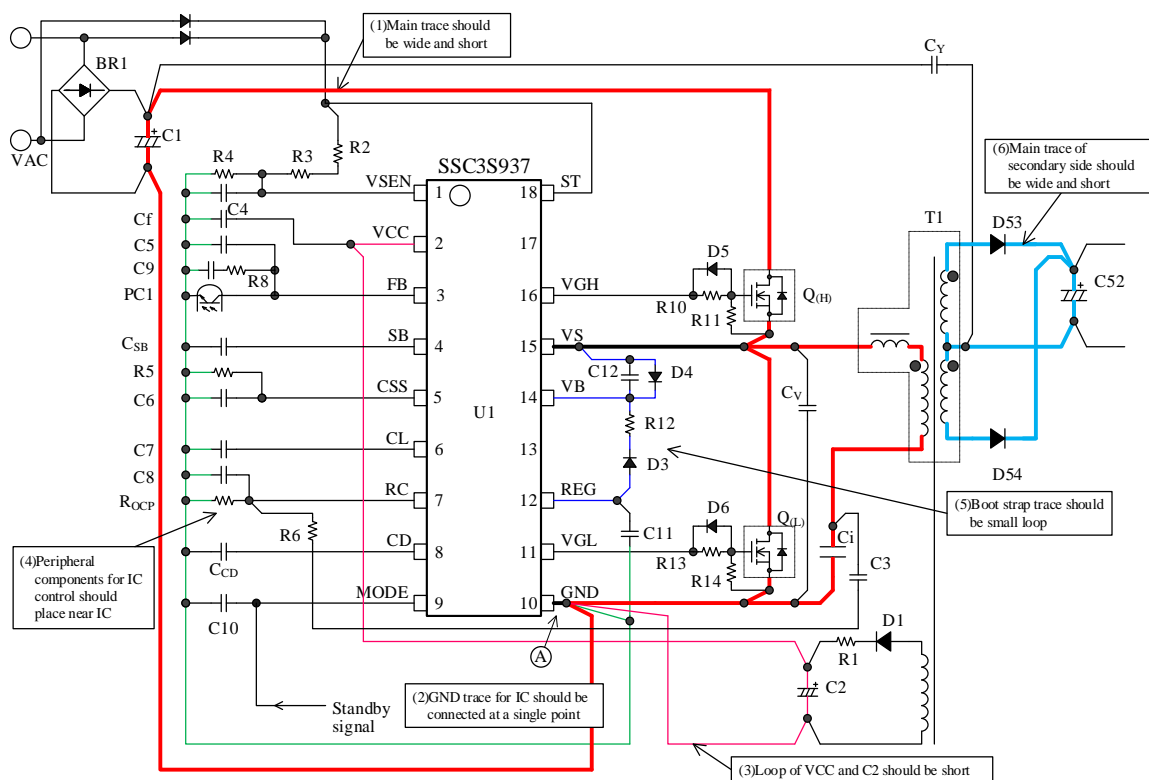 (1)Main trace should
be wide and short
BR1
CY
C1
VAC
R2
R4
R3
SSC3S937
(6)Main trace of
secondary side should
be wide and short
VSEN
1
18
ST
C4
Cf
VCC
2
17
T1
D53
C5
D5
C9
R8
C52
PC1
FB
3
16
VGH
R10
R11
Q(H)
CSB
SB
4
15
VS
R5
C12
D4
C6
CSS
5
14
VB
CV
U1
R12
D54
C7
CL
6
13
D3
C8
ROCP
RC
7
12
REG
(5)Boot strap trace should
be small loop
R6
C11
D6
Q(L)
Ci
C3
(4)Peripheral
components for IC
control should
place near IC
CD
8
11
VGL
R13
R14
CCD
MODE
9
10
GND
C10
A
D1
R1
C2
Standby
signal
(2)GND trace for IC should be
connected at a single point
(3)Loop of VCC and C2 should be short